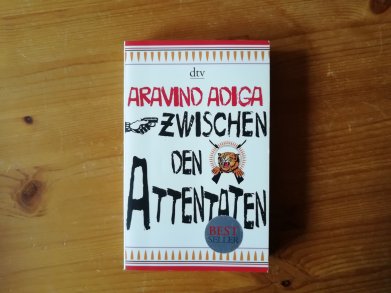 dtv
ARAVIND ADIGA
ZWISCHEN
DEN
ATTENTATEN
BEST
SELLER